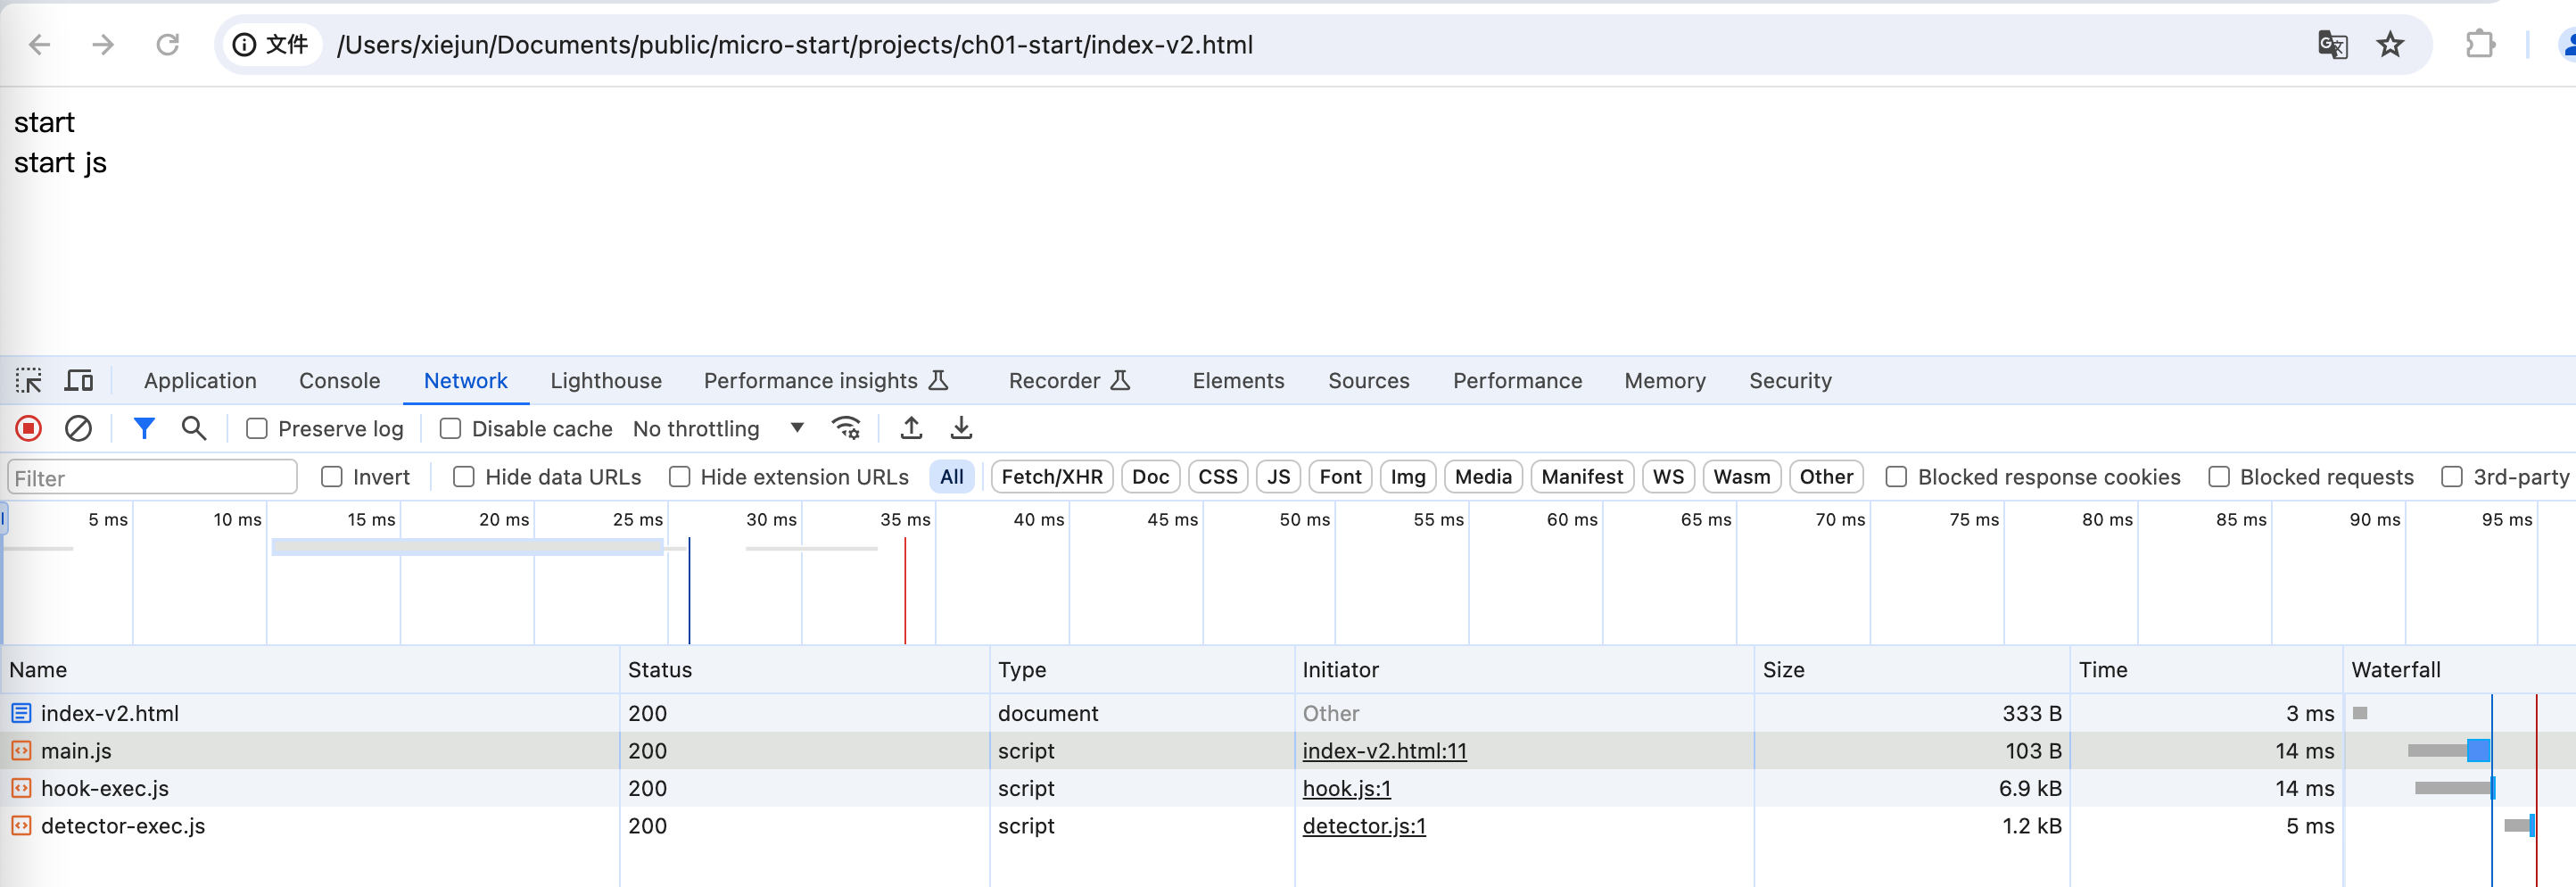 文件 /Users/xiejun/Documents/public/micro-start/projects/ch01-start/index-v2.html
start
start js
Application Console Network Lighthouse Performance insights Recorder Elements Sources Performance Memory Security
Preserve log Disable cache No throttling
Filter Invert Hide data URLs Hide extension URLs All Fetch/XHR Doc CSS JS Font Img Media Manifest WS Wasm Other Blocked response cookies Blocked requests 3rd-party
5 ms 10 ms 15 ms 20 ms 25 ms 30 ms 35 ms 40 ms 45 ms 50 ms 55 ms 60 ms 65 ms 70 ms 75 ms 80 ms 85 ms 90 ms 95 ms
Name Status Type Initiator Size Time Waterfall
index-v2.html 200 document Other 333 B 3 ms
main.js 200 script index-v2.html:11 103 B 14 ms
hook-exec.js 200 script hook.js:1 6.9 kB 14 ms
detector-exec.js 200 script detector.js:1 1.2 kB 5 ms